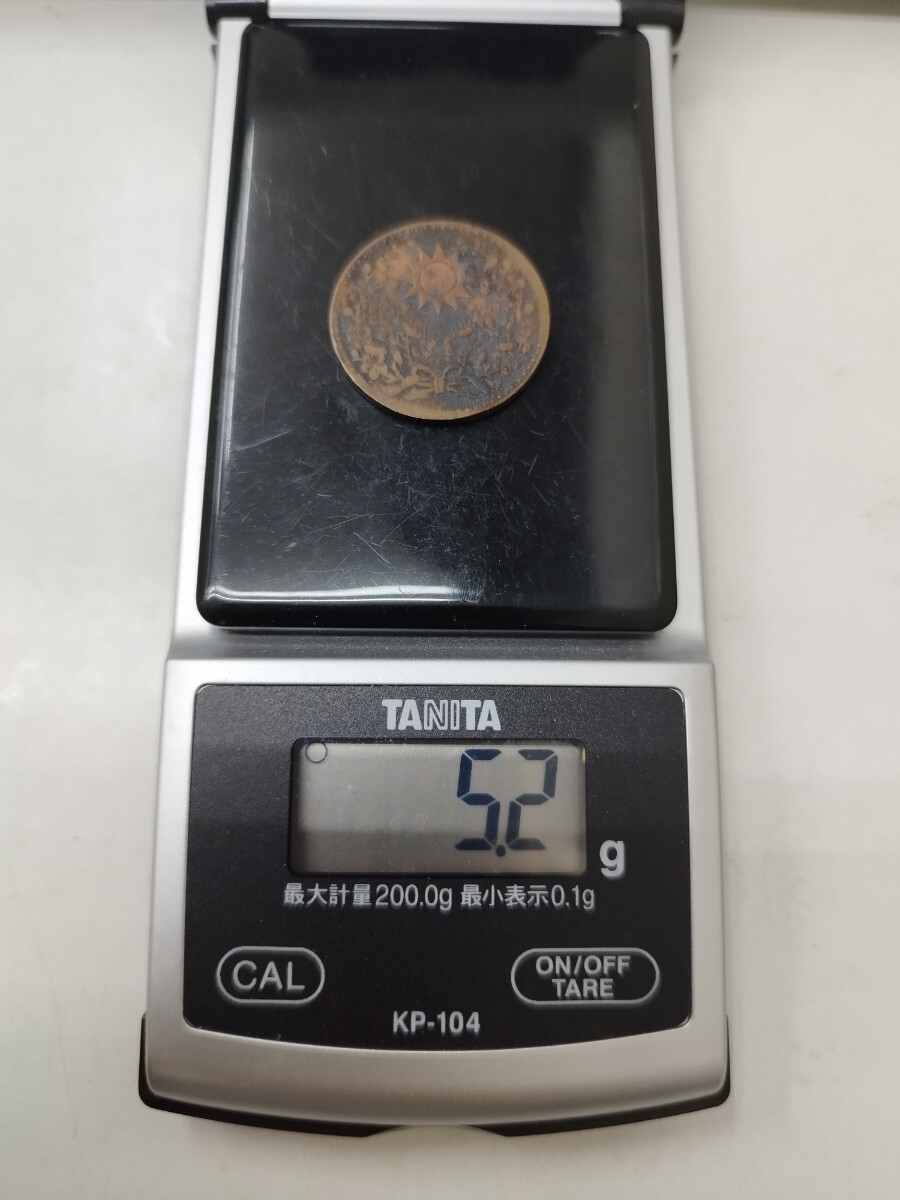 TANITA
5.2
g
最大計量200.0g 最小表示0.1g
CAL
ON/OFF
TARE
KP-104